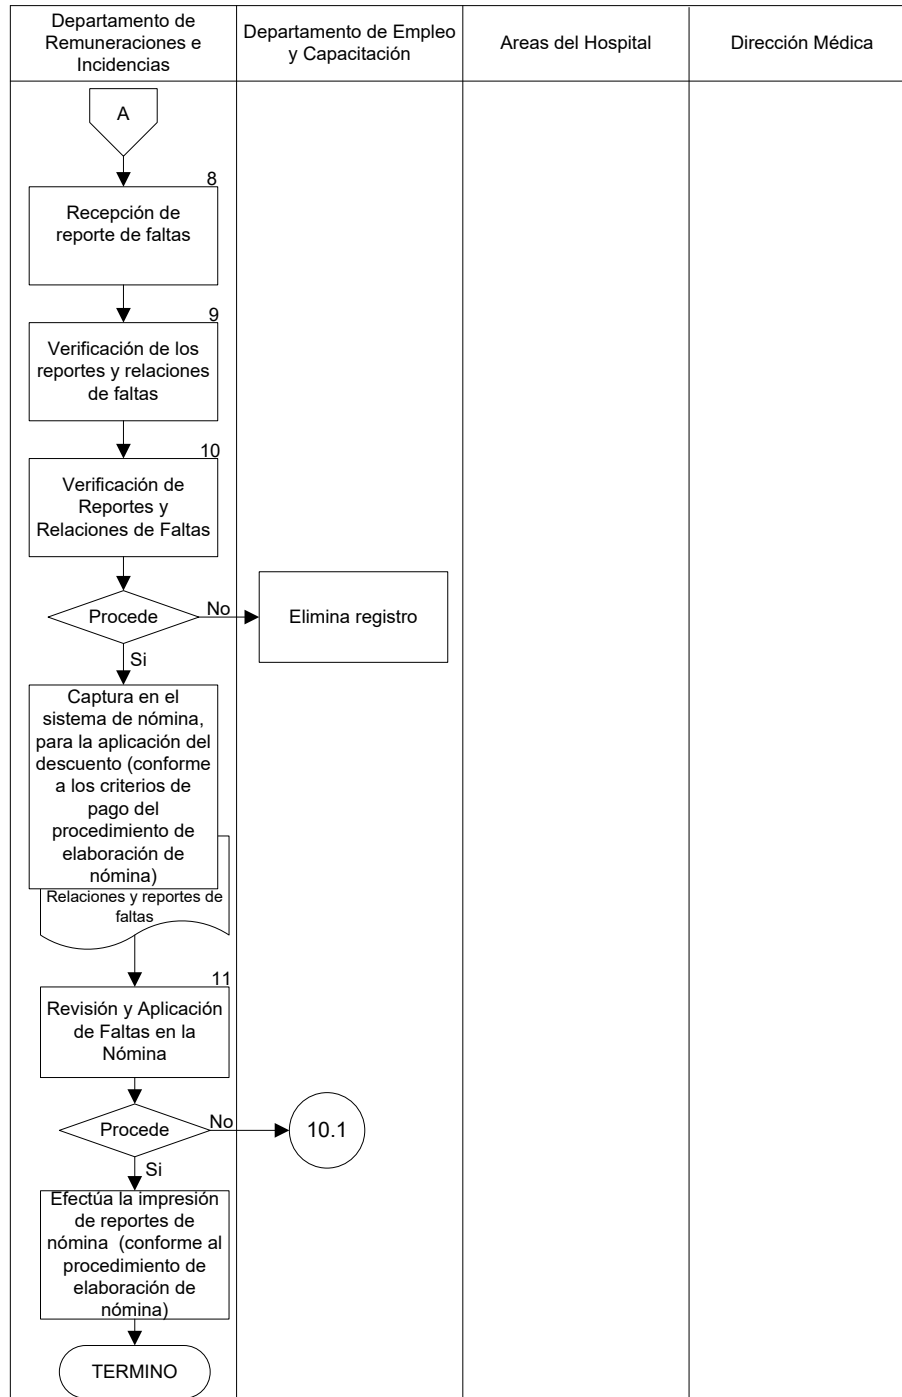 Departamento de
Remuneraciones e
Incidencias
Departamento de Empleo
y Capacitación
Areas del Hospital
Dirección Médica
A
8
Recepción de
reporte de faltas
9
Verificación de los
reportes y relaciones
de faltas
10
Verificación de
Reportes y
Relaciones de Faltas
Procede
No
Elimina registro
Si
Captura en el
sistema de nómina,
para la aplicación del
descuento (conforme
a los criterios de
pago del
procedimiento de
elaboración de
nómina)
Relaciones y reportes de
faltas
11
Revisión y Aplicación
de Faltas en la
Nómina
Procede
No
10.1
Si
Efectúa la impresión
de reportes de
nómina  (conforme al
procedimiento de
elaboración de
nómina)
TERMINO